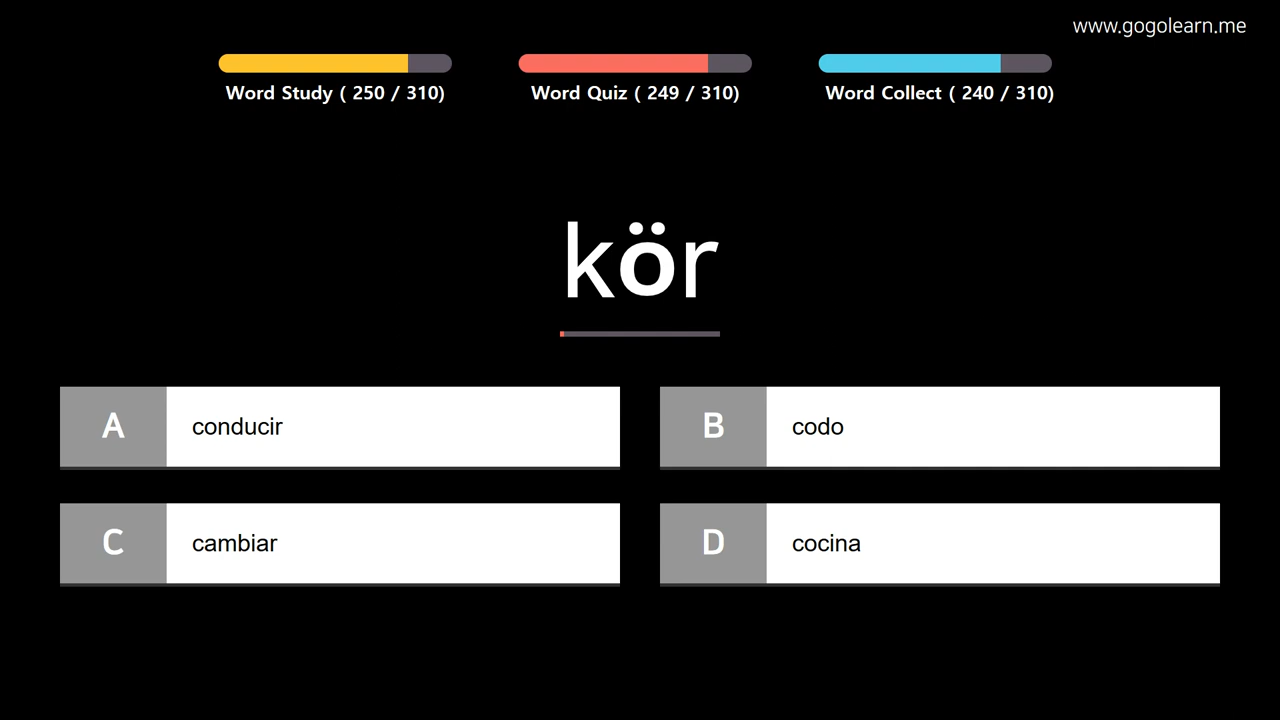 www.gogolearn.me
Word Study ( 250 / 310)
Word Quiz ( 249 / 310)
Word Collect ( 240 / 310)
kör
A conducir
B codo
C cambiar
D cocina